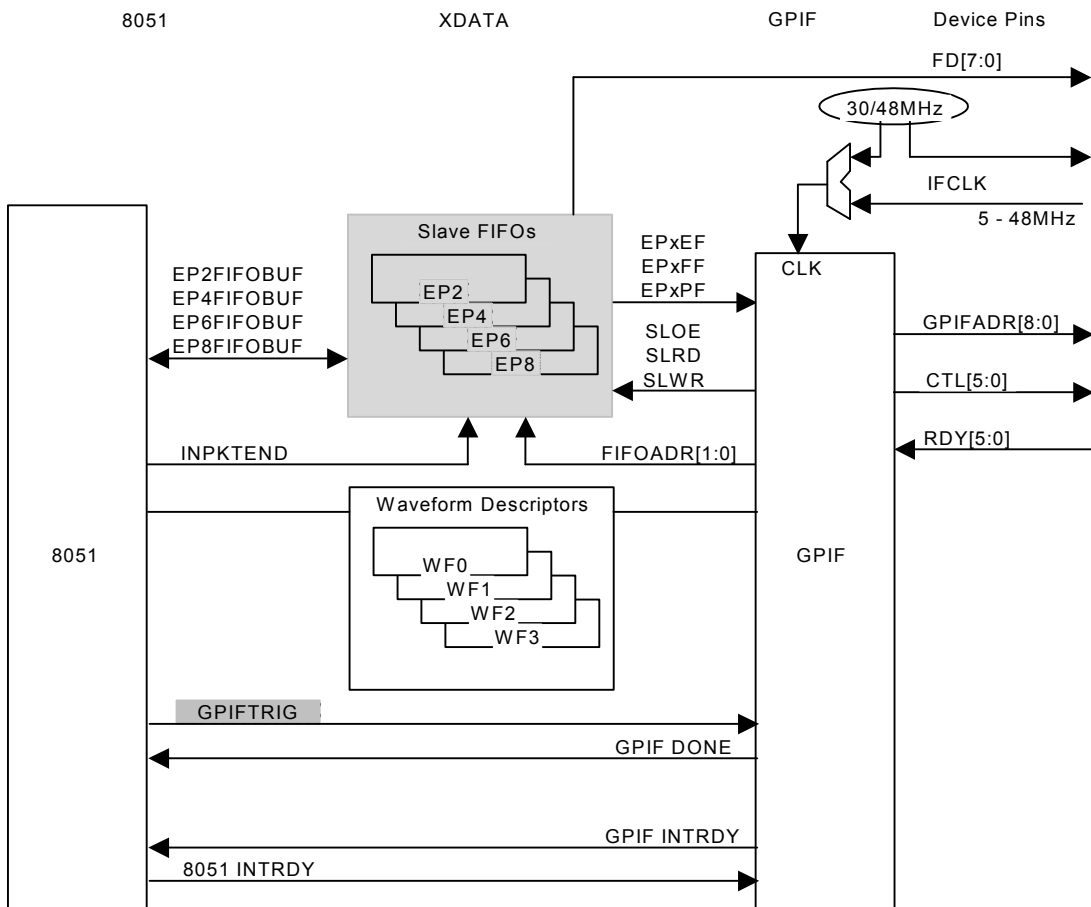 8051
XDATA
GPIF
Device Pins
FD[7:0]
30/48MHz
IFCLK
5 - 48MHz
Slave FIFOs
EP2
EP4
EP6
EP8
EP2FIFOBUF
EP4FIFOBUF
EP6FIFOBUF
EP8FIFOBUF
EPxEF
EPxFF
EPxPF
SLOE
SLRD
SLWR
CLK
GPIFADR[8:0]
CTL[5:0]
RDY[5:0]
INPKTEND
FIFOADR[1:0]
Waveform Descriptors
WF0
WF1
WF2
WF3
8051
GPIF
GPIFTRIG
GPIF DONE
GPIF INTRDY
8051 INTRDY